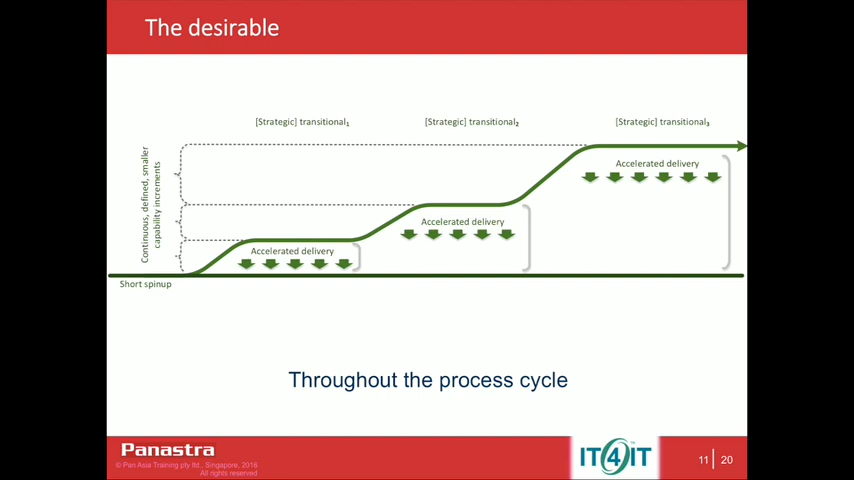 The desirable
[Strategic] transitional₁
[Strategic] transitional₂
[Strategic] transitional₃
Continuous, defined, smaller
capability increments
Accelerated delivery
Accelerated delivery
Accelerated delivery
Short spinup
Throughout the process cycle
Panastra
© Pan Asia Training pty ltd., Singapore, 2016
All rights reserved
IT4IT
11 20